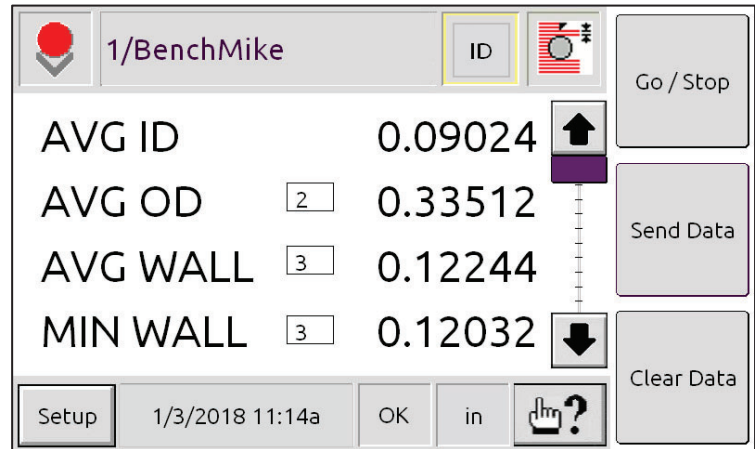 1/BenchMike ID
Go / Stop
AVG ID 0.09024
AVG OD 2 0.33512
Send Data
AVG WALL 3 0.12244
MIN WALL 3 0.12032
Clear Data
Setup 1/3/2018 11:14a OK in ?